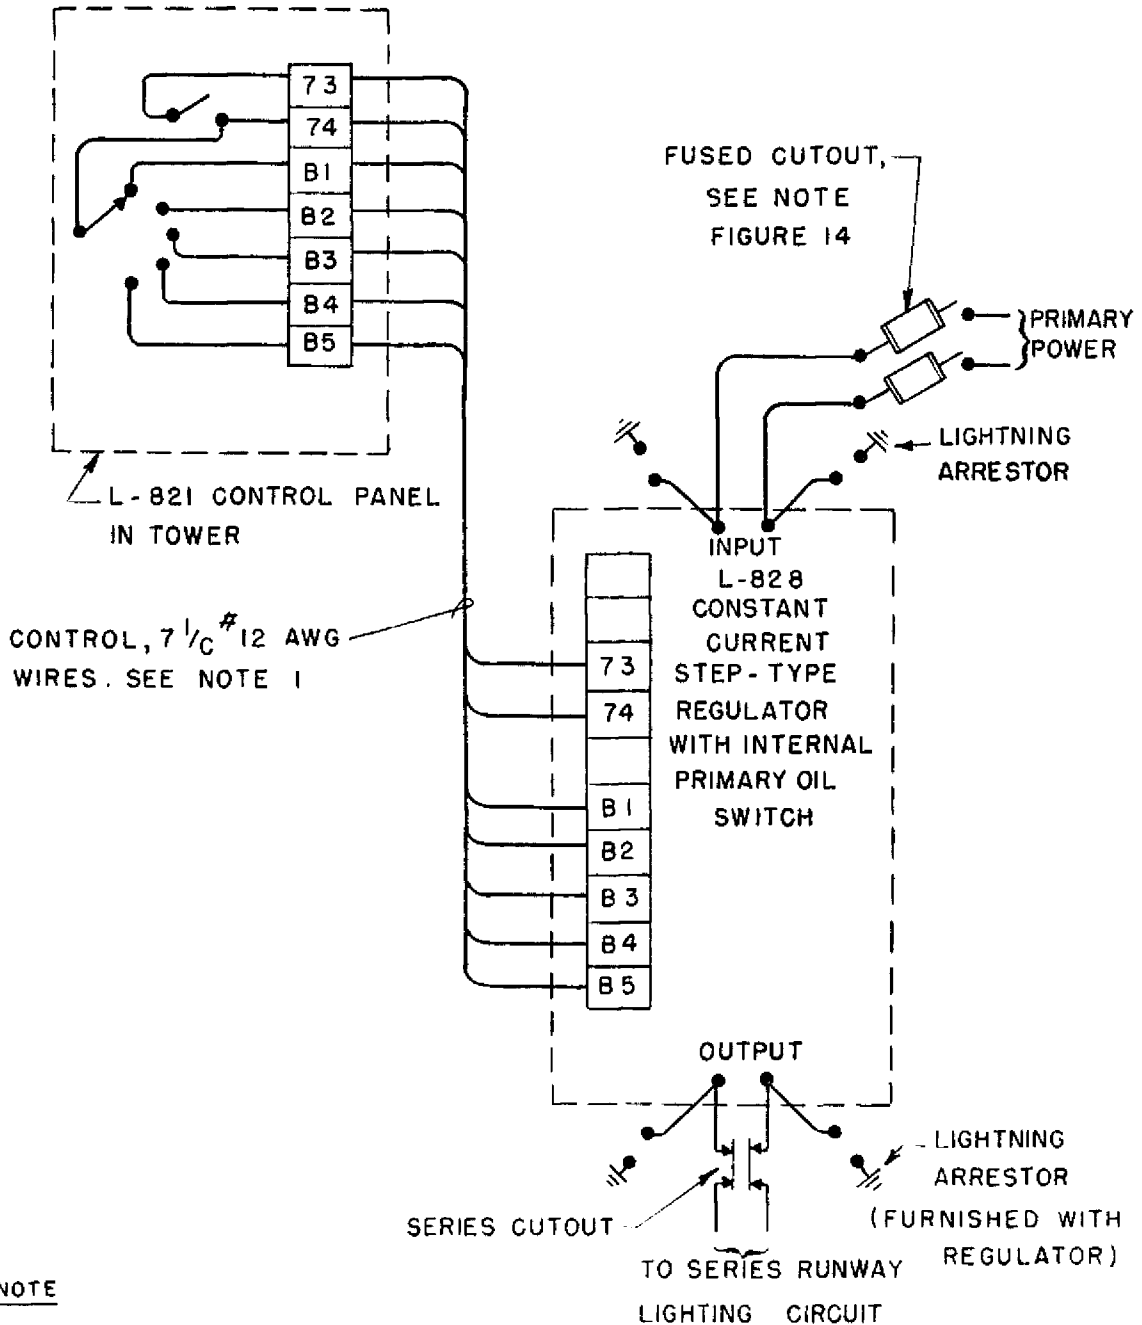 73
74
B1
B2
B3
B4
B5
L-821 CONTROL PANEL
IN TOWER
FUSED CUTOUT,
SEE NOTE
FIGURE 14
PRIMARY
POWER
LIGHTNING
ARRESTOR
INPUT
L-828
CONSTANT
CURRENT
STEP-TYPE
REGULATOR
WITH INTERNAL
PRIMARY OIL
SWITCH
CONTROL, 7 1/C #12 AWG
WIRES. SEE NOTE 1
73
74
B1
B2
B3
B4
B5
OUTPUT
LIGHTNING
ARRESTOR
(FURNISHED WITH
REGULATOR)
SERIES CUTOUT
TO SERIES RUNWAY
LIGHTING CIRCUIT
NOTE